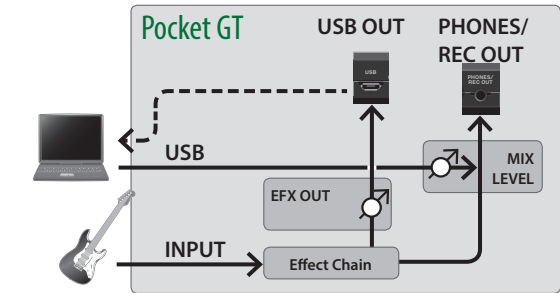 Pocket GT
USB OUT
PHONES/
REC OUT
USB
PHONES/
REC OUT
USB
MIX
LEVEL
EFX OUT
INPUT
Effect Chain